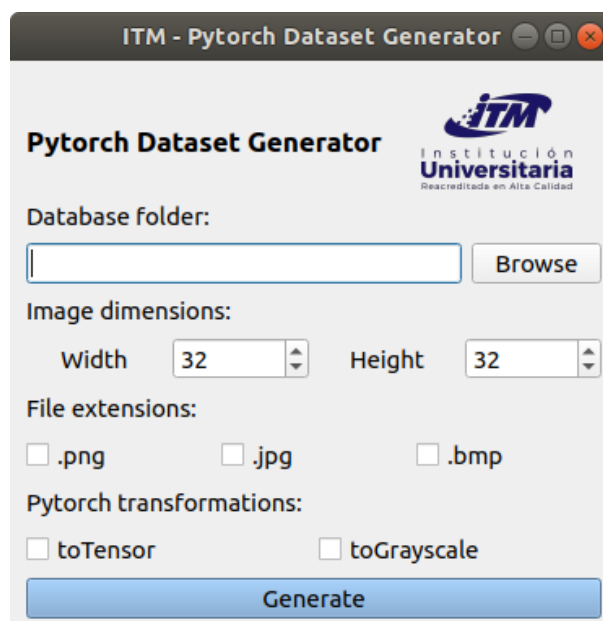 ITM - Pytorch Dataset Generator
Pytorch Dataset Generator
iTM
Institución
Universitaria
Reacreditada en Alta Calidad
Database folder:
Browse
Image dimensions:
Width 32 Height 32
File extensions:
.png .jpg .bmp
Pytorch transformations:
toTensor toGrayscale
Generate